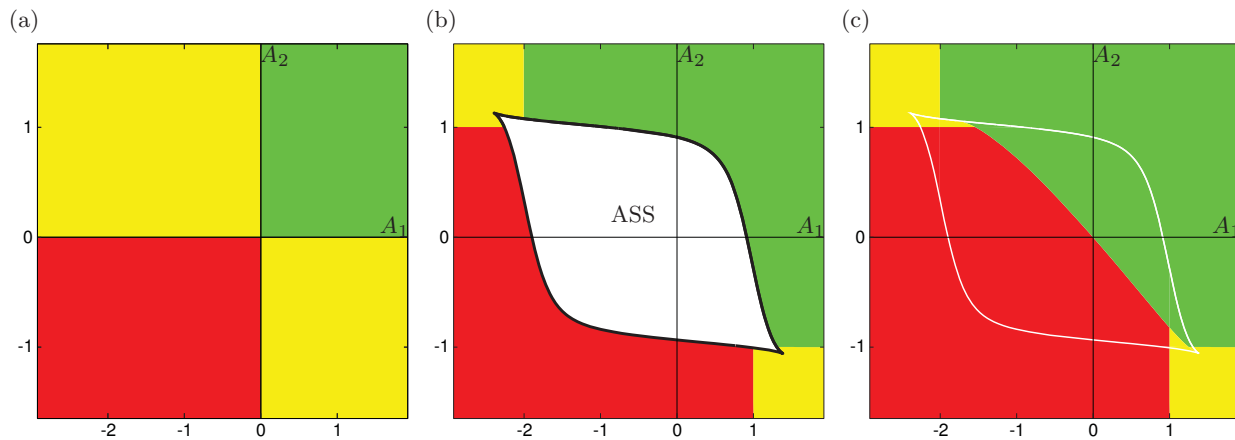 (a) (b) (c)
A₂ A₂ A₂
1 1 1
ASS
A₁ A₁ A₁
0 0 0
-1 -1 -1
-2 -1 0 1 -2 -1 0 1 -2 -1 0 1